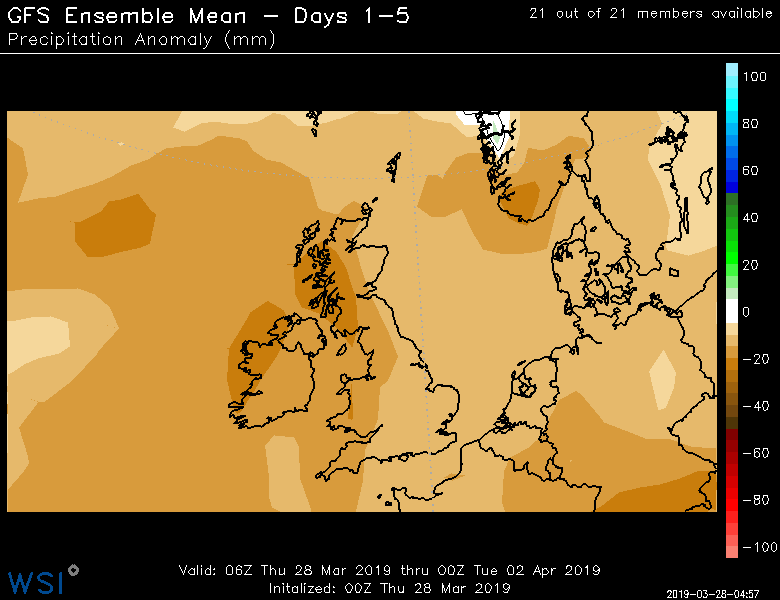 GFS Ensemble Mean - Days 1-5
21 out of 21 members available
Precipitation Anomaly (mm)
100
80
60
40
20
0
-20
-40
-60
-80
-100
Valid: 06Z Thu 28 Mar 2019 thru 00Z Tue 02 Apr 2019
Initalized: 00Z Thu 28 Mar 2019
WSI
2019-03-28-04:57